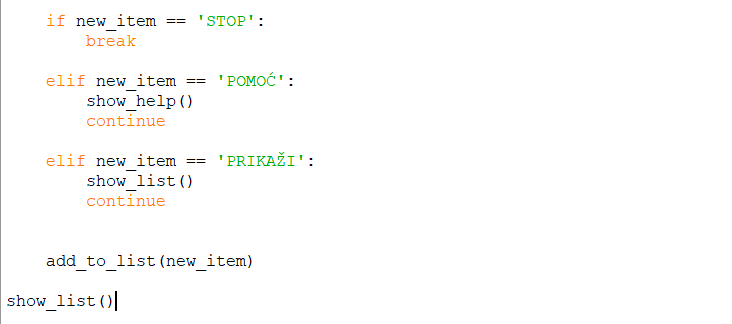 if new_item == 'STOP':
break
elif new_item == 'POMOĆ':
show_help()
continue
elif new_item == 'PRIKAŽI':
show_list()
continue
add_to_list(new_item)
show_list()